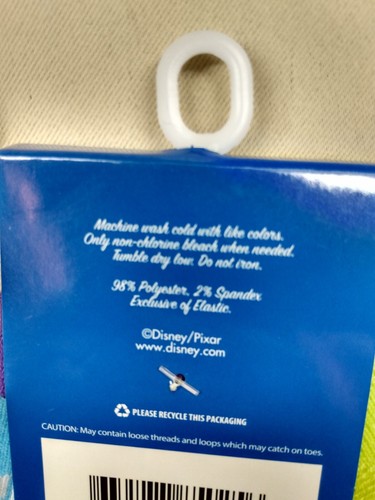 Machine wash cold with like colors.
Only non-chlorine bleach when needed.
Tumble dry low. Do not iron.
98% Polyester, 2% Spandex
Exclusive of Elastic.
©Disney/Pixar
www.disney.com
PLEASE RECYCLE THIS PACKAGING
CAUTION: May contain loose threads and loops which may catch on toes.